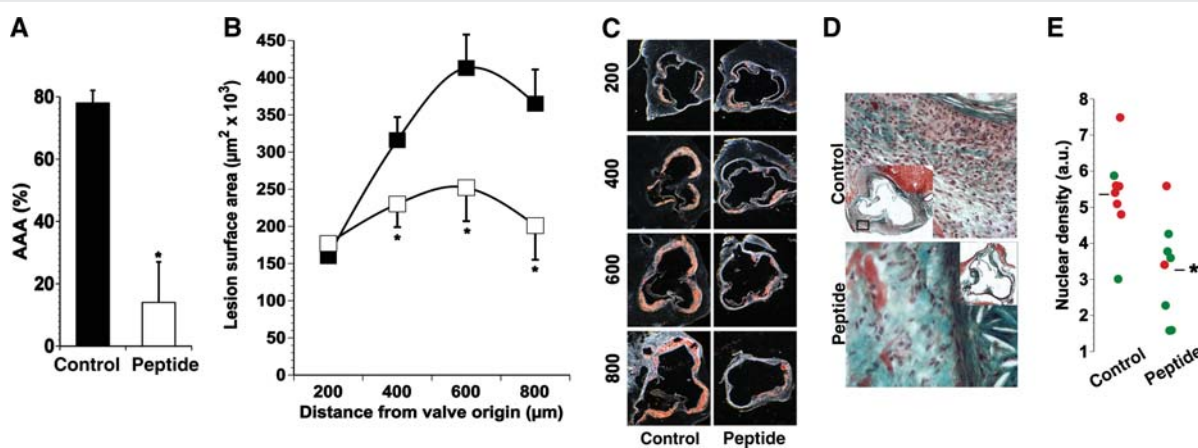 A
AAA (%)
80
60
40
20
0
*
Control Peptide
B
Lesion surface area (µm² x 10³)
450
400
350
300
250
200
150
100
50
0
* * *
200 400 600 800
Distance from valve origin (µm)
C
200
400
600
800
Control Peptide
D
Control
Peptide
E
Nuclear density (a.u.)
8
7
6
5
4
3
2
1
*
Control
Peptide